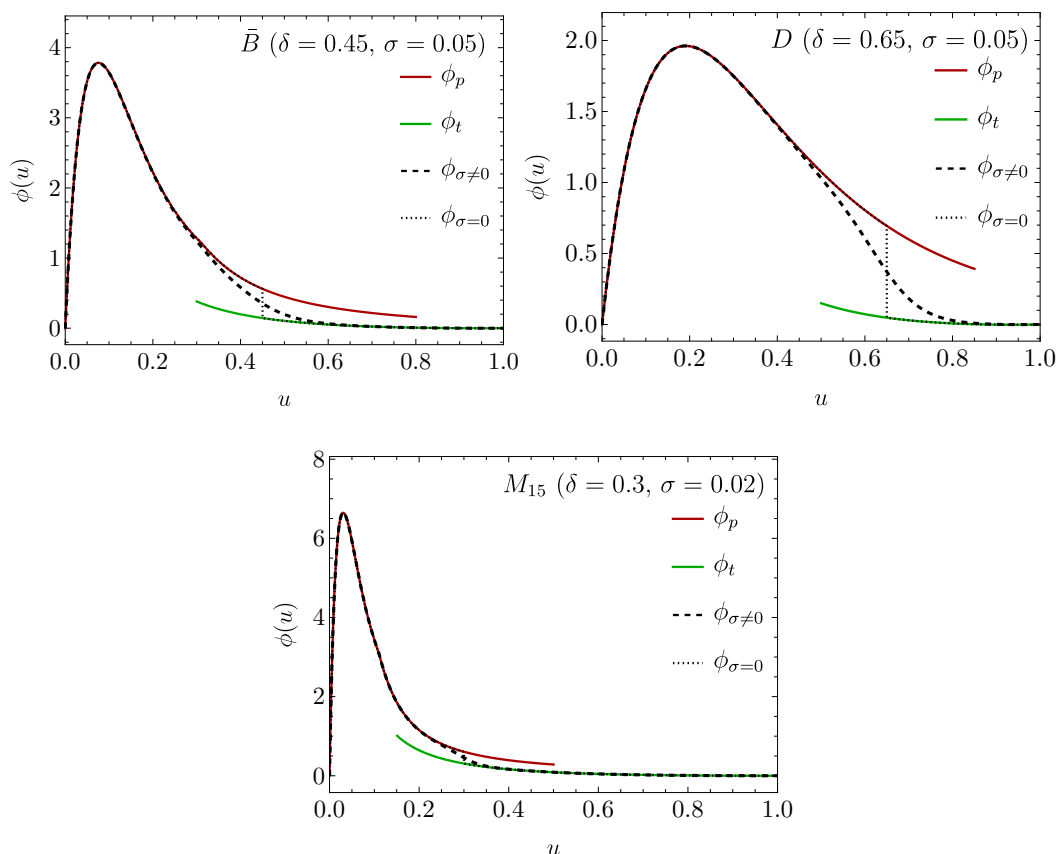 B̄ (δ = 0.45, σ = 0.05)
ϕ_p
ϕ_t
ϕ_{σ≠0}
ϕ_{σ=0}
ϕ(u)
4
3
2
1
0
0.0 0.2 0.4 0.6 0.8 1.0
u
D (δ = 0.65, σ = 0.05)
ϕ_p
ϕ_t
ϕ_{σ≠0}
ϕ_{σ=0}
ϕ(u)
2.0
1.5
1.0
0.5
0.0
0.0 0.2 0.4 0.6 0.8 1.0
u
M_{15} (δ = 0.3, σ = 0.02)
ϕ_p
ϕ_t
ϕ_{σ≠0}
ϕ_{σ=0}
ϕ(u)
8
6
4
2
0
0.0 0.2 0.4 0.6 0.8 1.0
u